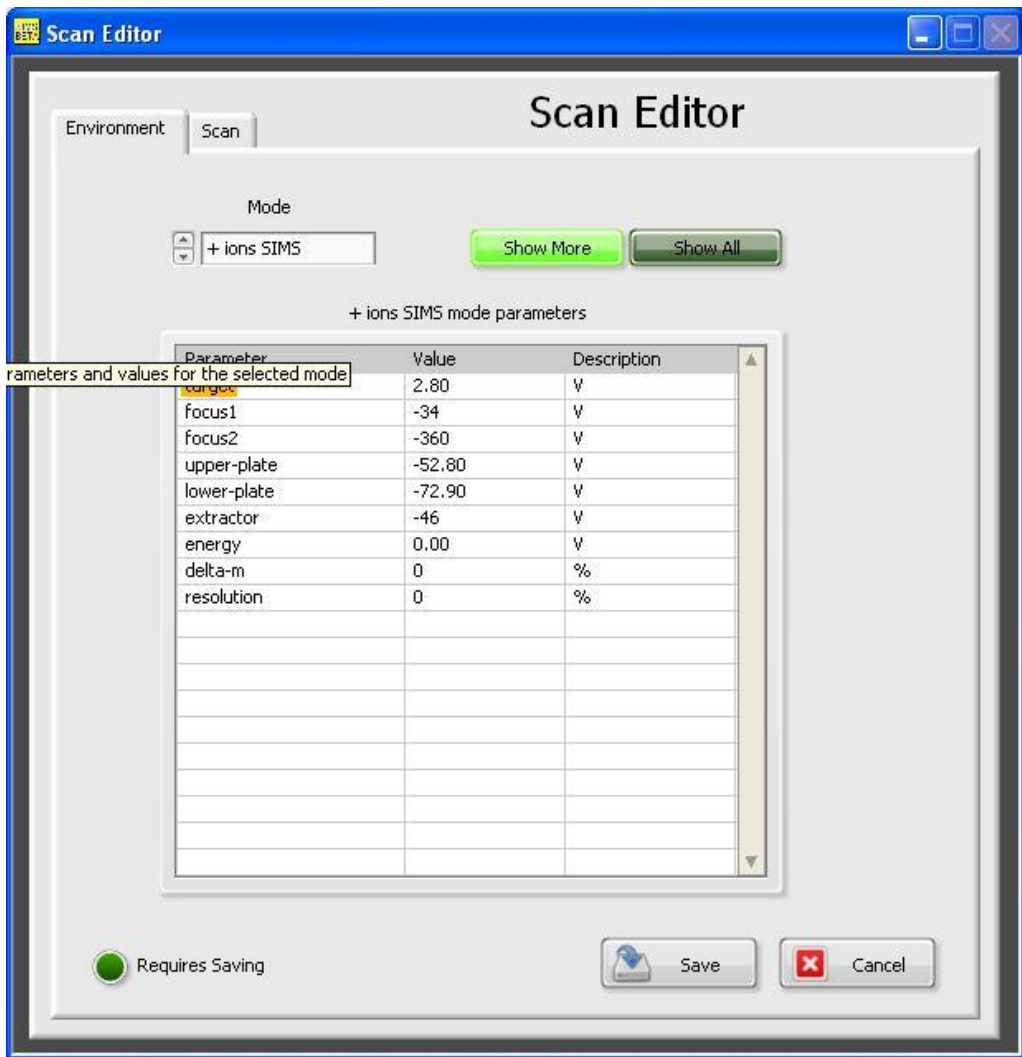 Scan Editor
Scan Editor
Environment Scan
Mode
+ ions SIMS Show More Show All
+ ions SIMS mode parameters
Parameter Value Description
rameters and values for the selected mode
target 2.80 V
focus1 -34 V
focus2 -360 V
upper-plate -52.80 V
lower-plate -72.90 V
extractor -46 V
energy 0.00 V
delta-m 0 %
resolution 0 %
Requires Saving Save Cancel